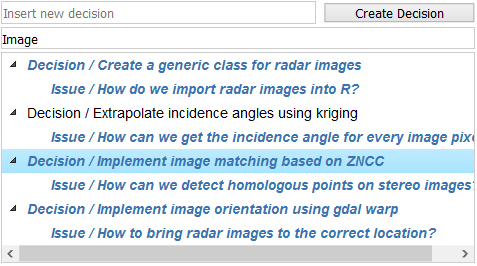 Insert new decision
Create Decision
Image
Decision / Create a generic class for radar images
Issue / How do we import radar images into R?
Decision / Extrapolate incidence angles using kriging
Issue / How can we get the incidence angle for every image
Decision / Implement image matching based on ZNCC
Issue / How can we detect homologous points on stereo images?
Decision / Implement image orientation using gdal warp
Issue / How to bring radar images to the correct location?